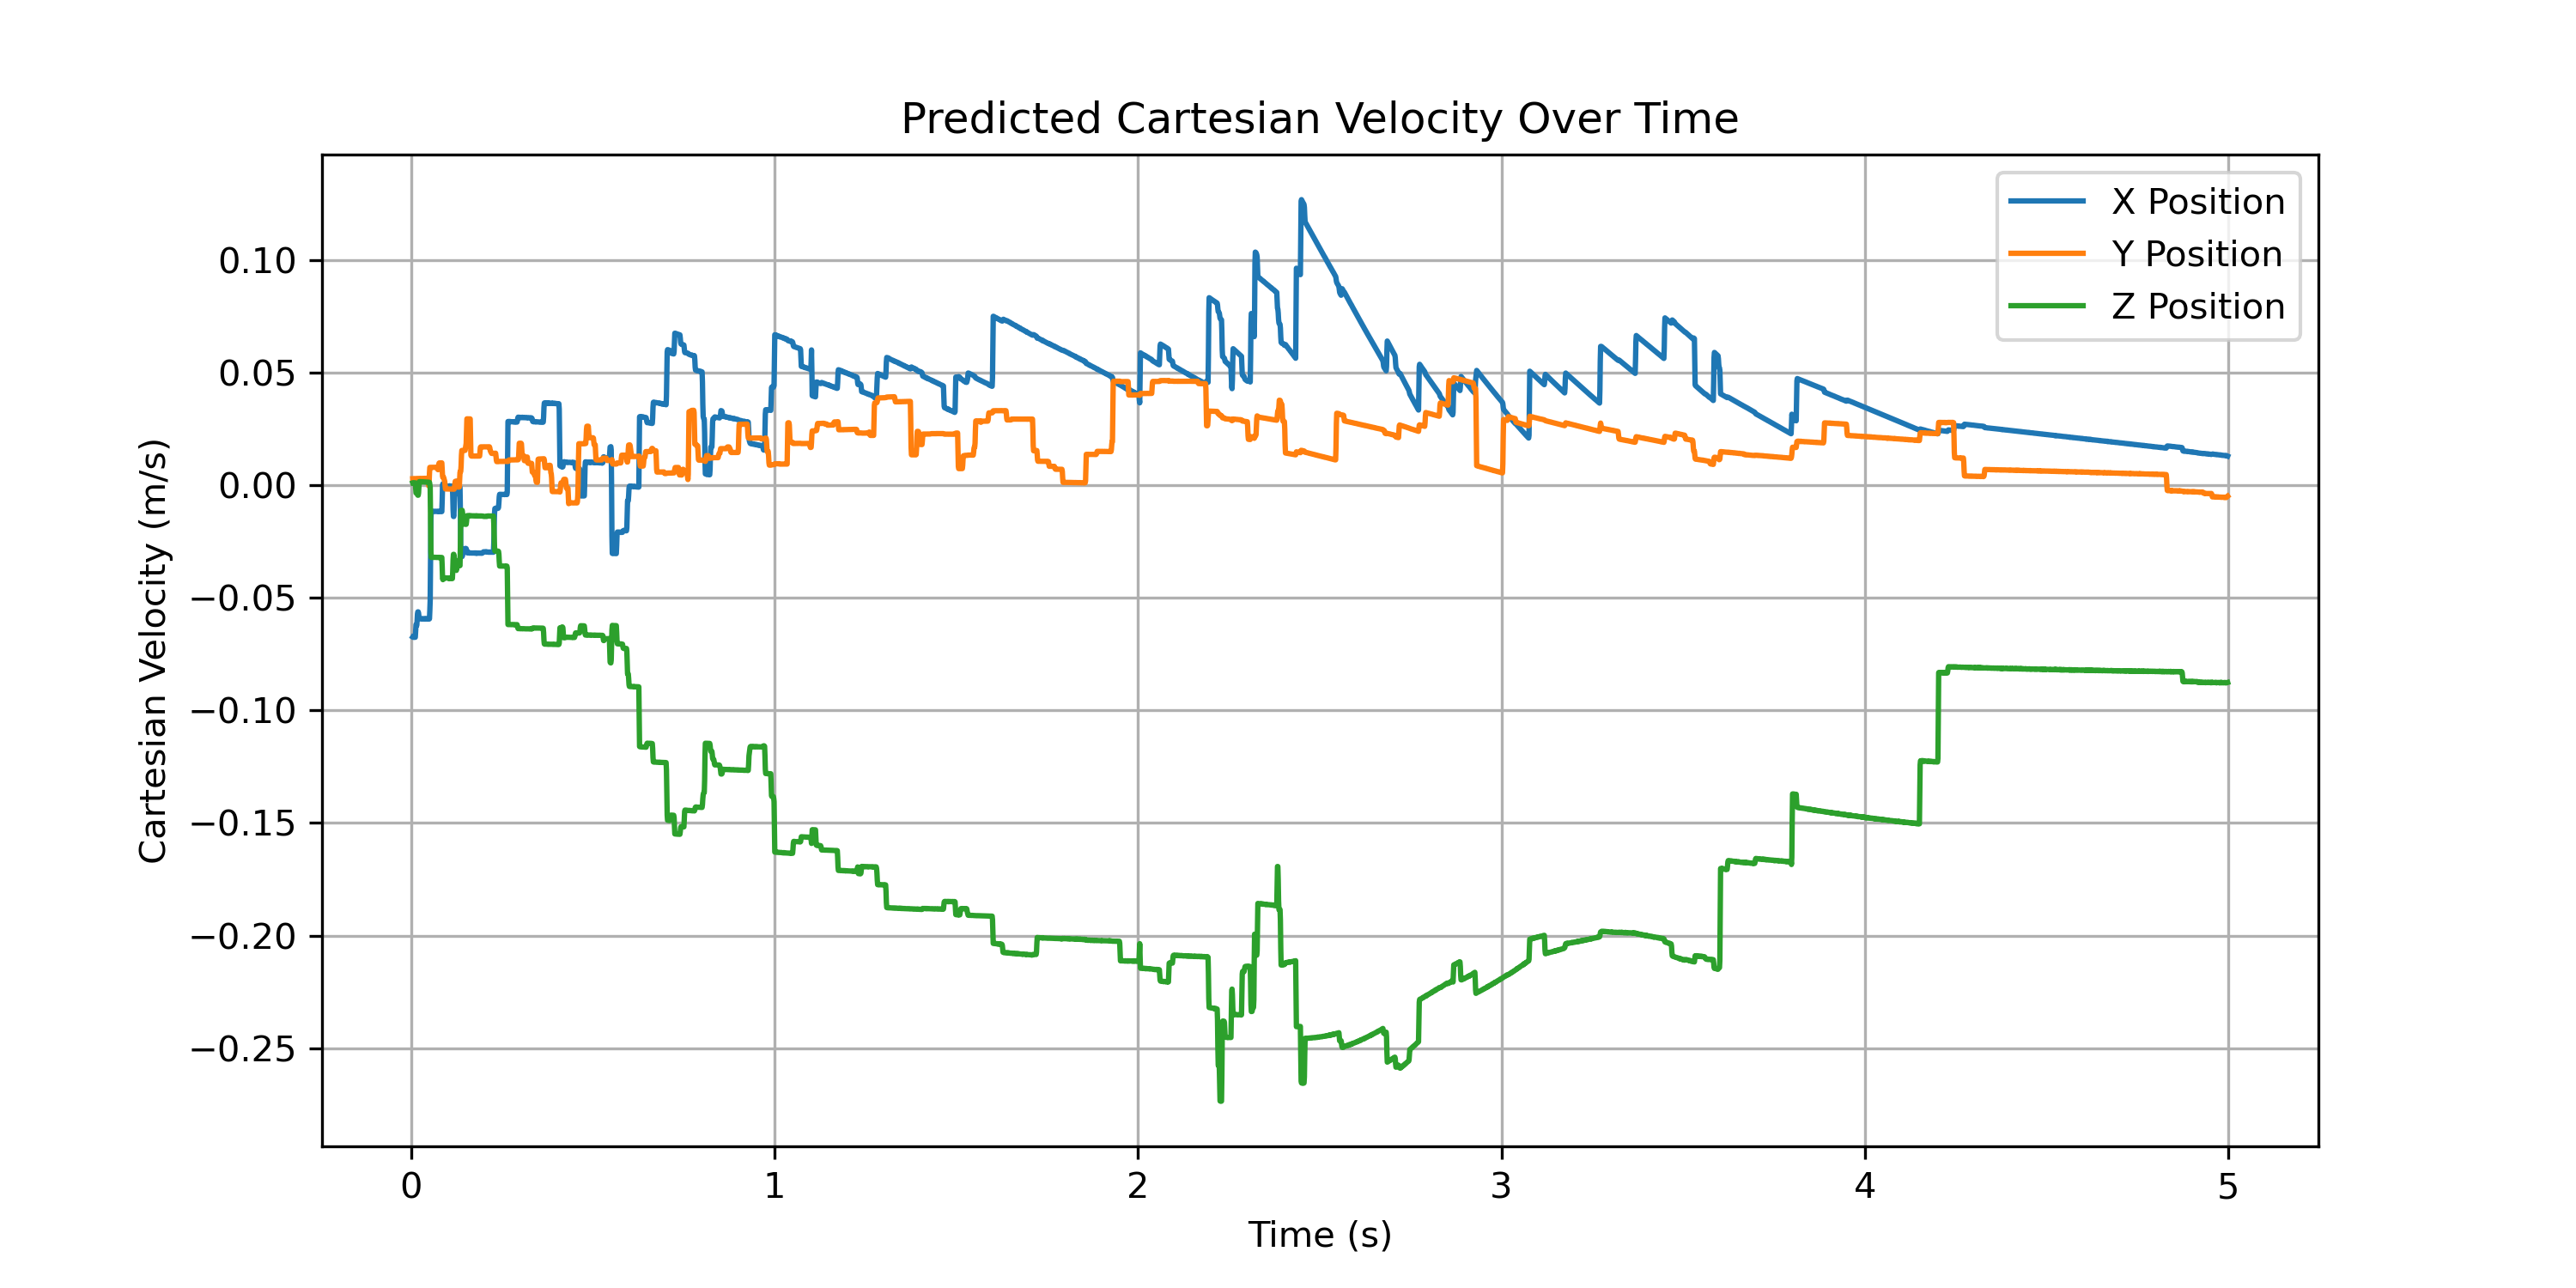 Predicted Cartesian Velocity Over Time
X Position
Y Position
Z Position
Cartesian Velocity (m/s)
0.10
0.05
0.00
−0.05
−0.10
−0.15
−0.20
−0.25
0 1 2 3 4 5
Time (s)